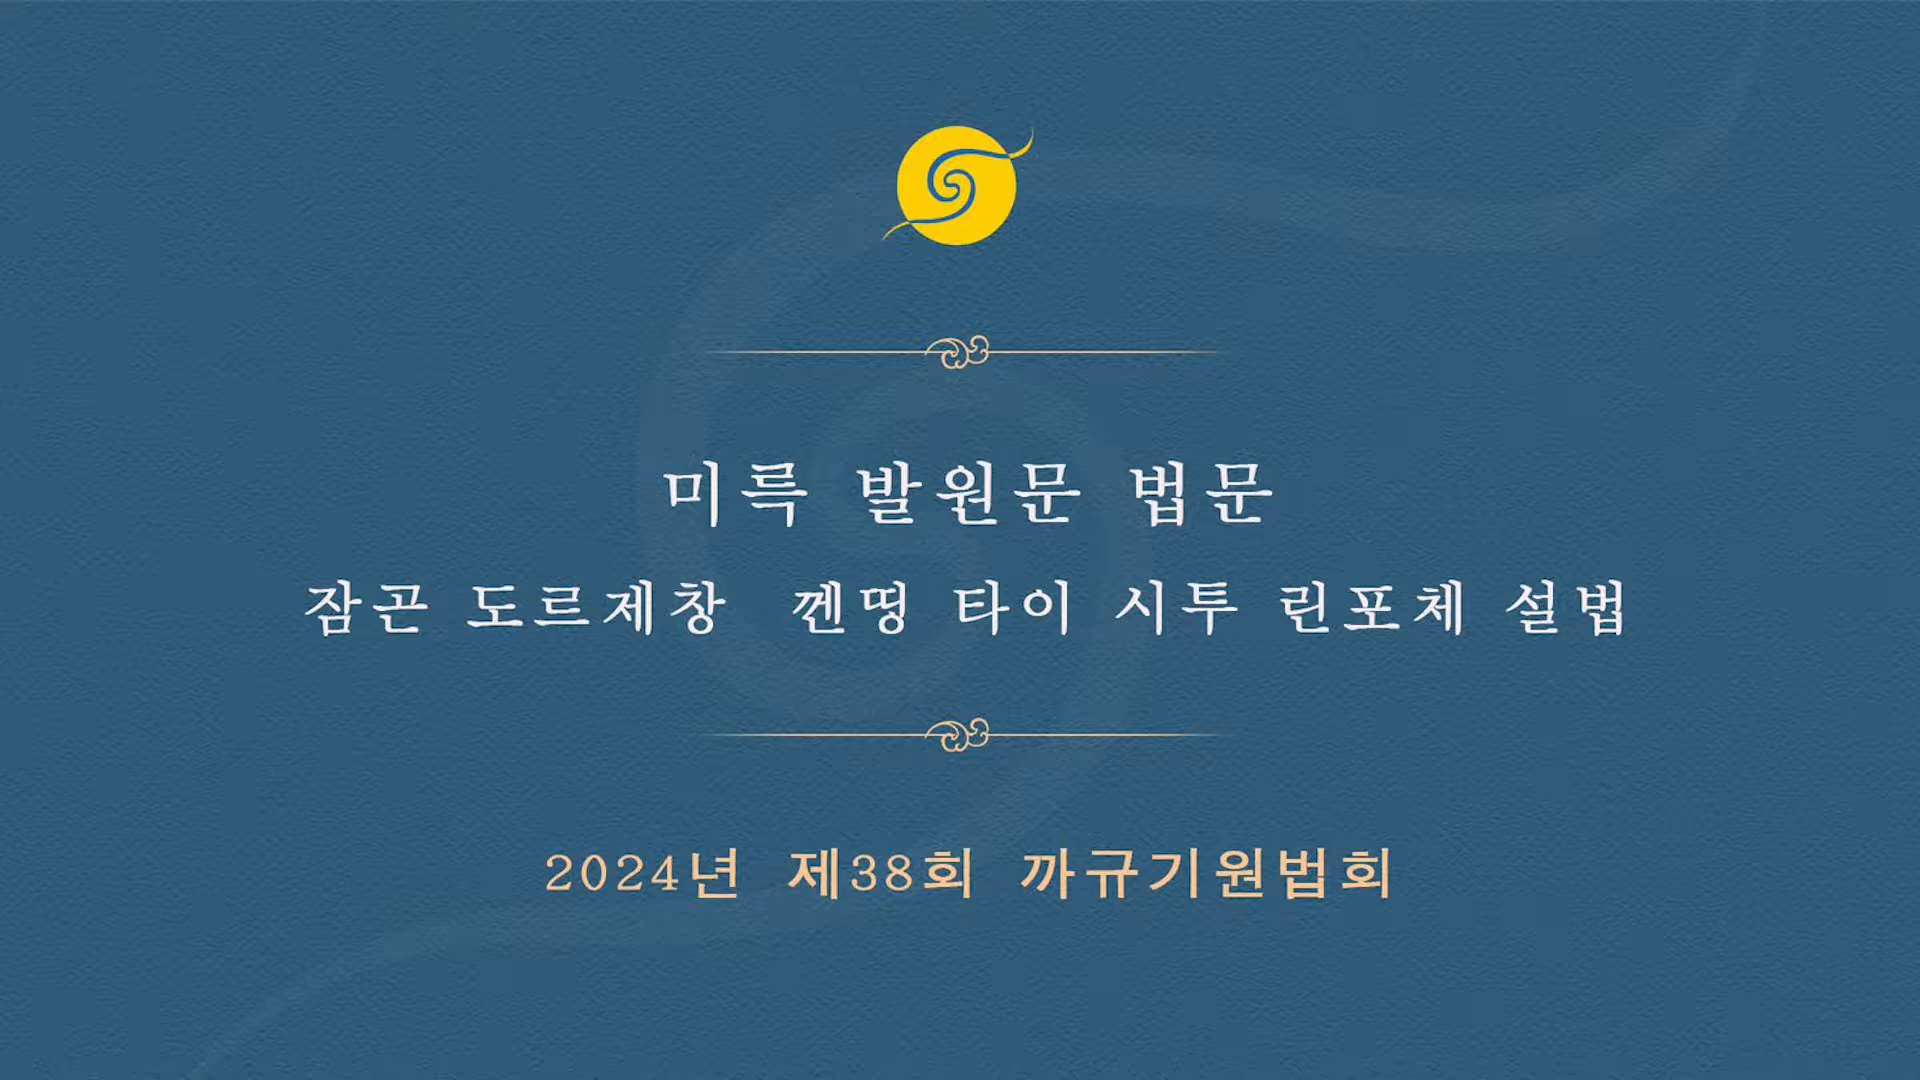 미륵 발원문 법문
잠곤 도르제창 껜띵 타이 시투 린포체 설법
2024년 제38회 까규기원법회